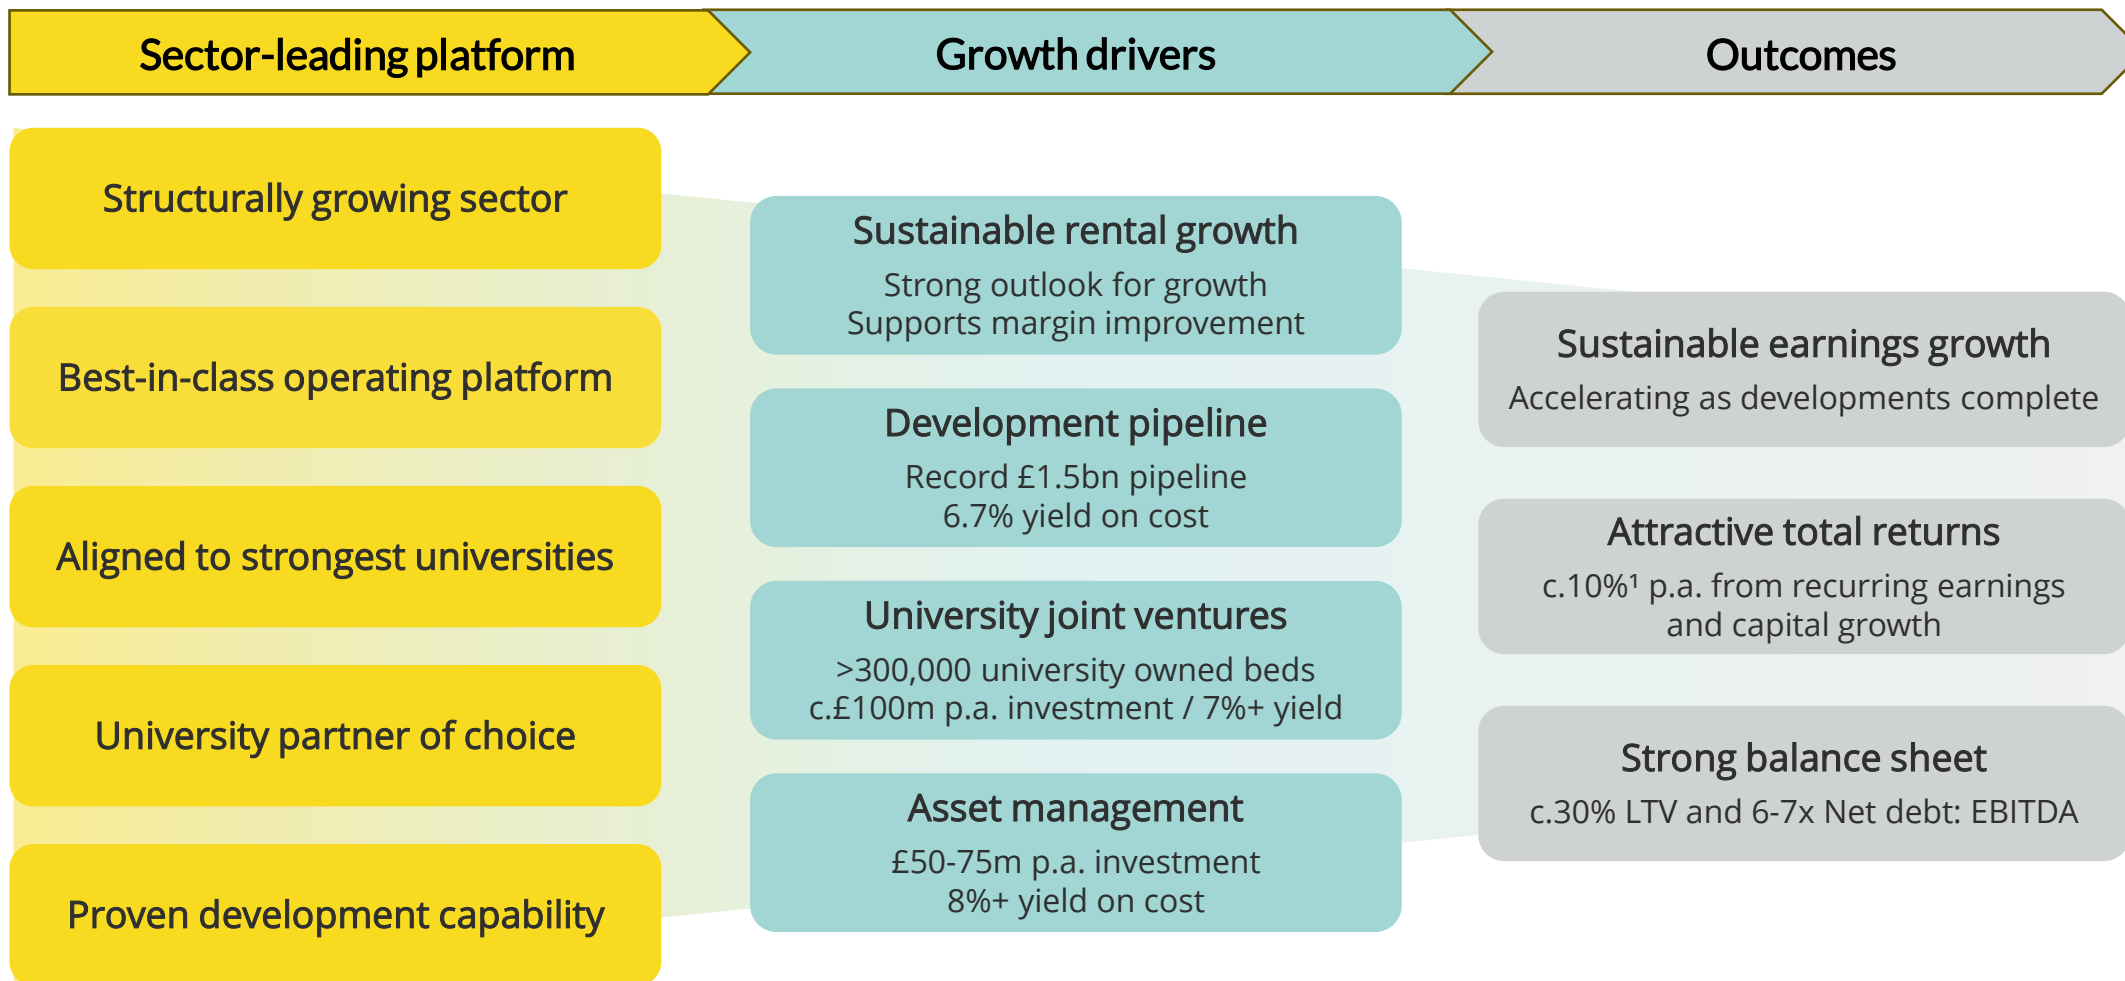 Sector-leading platform
Growth drivers
Outcomes
Structurally growing sector
Best-in-class operating platform
Aligned to strongest universities
University partner of choice
Proven development capability
Sustainable rental growth
Strong outlook for growth
Supports margin improvement
Development pipeline
Record £1.5bn pipeline
6.7% yield on cost
University joint ventures
>300,000 university owned beds
c.£100m p.a. investment / 7%+ yield
Asset management
£50-75m p.a. investment
8%+ yield on cost
Sustainable earnings growth
Accelerating as developments complete
Attractive total returns
c.10%¹ p.a. from recurring earnings
and capital growth
Strong balance sheet
c.30% LTV and 6-7x Net debt: EBITDA